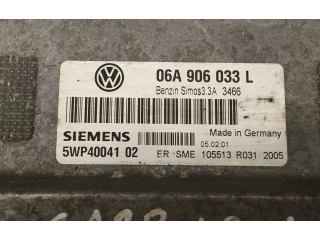 06A 906 033 L
Benzin Simos3.3A 3466
SIEMENS
Made in Germany
05.02.01
5WP40041 02
ER - SME 105513 R031 2005